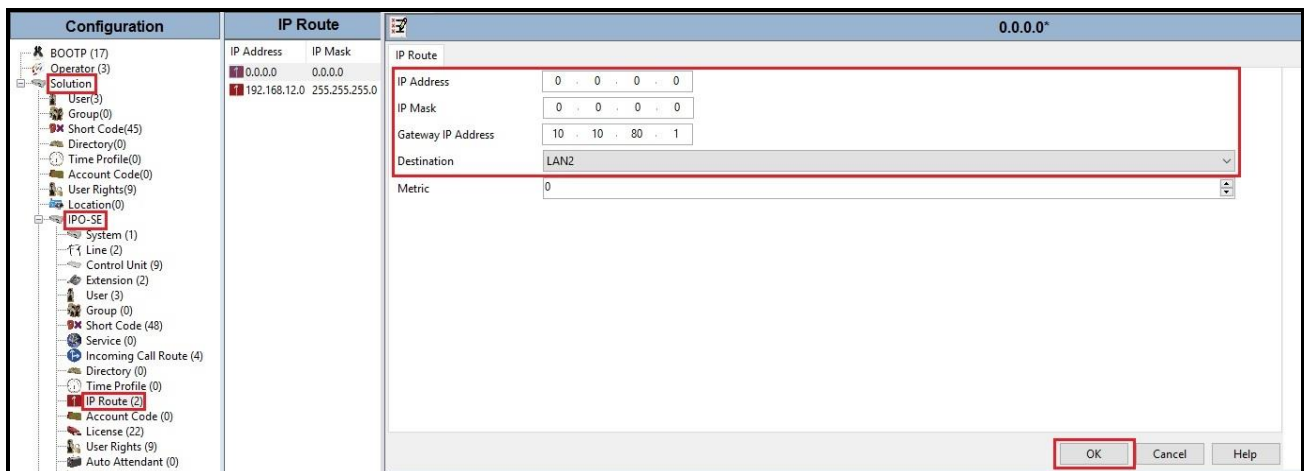 Configuration
BOOTP (17)
Operator (3)
Solution
User(3)
Group(0)
Short Code(45)
Directory(0)
Time Profile(0)
Account Code(0)
User Rights(9)
Location(0)
IPO-SE
System (1)
Line (2)
Control Unit (9)
Extension (2)
User (3)
Group (0)
Short Code (48)
Service (0)
Incoming Call Route (4)
Directory (0)
Time Profile (0)
IP Route (2)
Account Code (0)
License (22)
User Rights (9)
Auto Attendant (0)
IP Route
IP Address IP Mask
0.0.0.0 0.0.0.0
192.168.12.0 255.255.255.0
0.0.0.0*
IP Route
IP Address 0 . 0 . 0 . 0
IP Mask 0 . 0 . 0 . 0
Gateway IP Address 10 . 10 . 80 . 1
Destination LAN2
Metric 0
OK Cancel Help